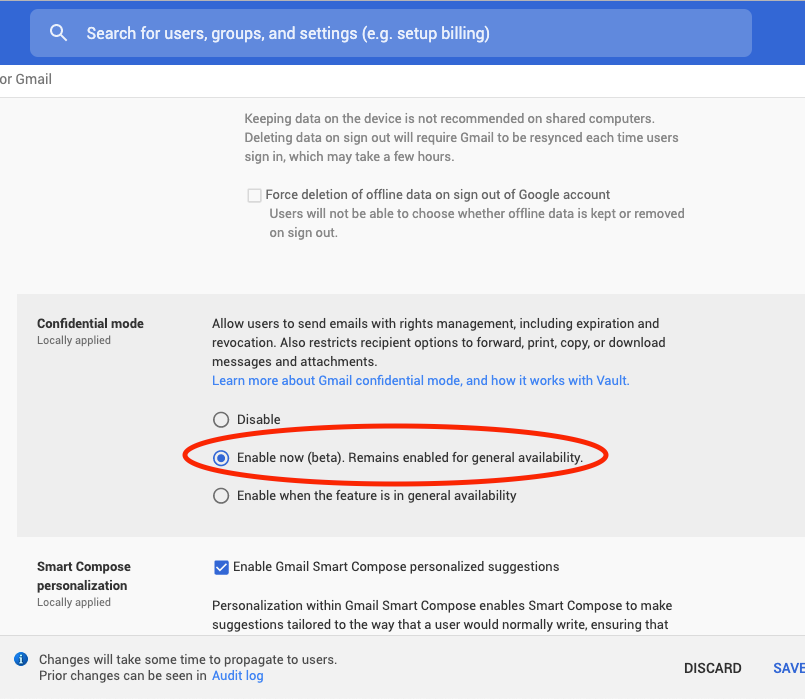 Search for users, groups, and settings (e.g. setup billing)
or Gmail
Keeping data on the device is not recommended on shared computers.
Deleting data on sign out will require Gmail to be resynced each time users
sign in, which may take a few hours.
Force deletion of offline data on sign out of Google account
Users will not be able to choose whether offline data is kept or removed
on sign out.
Confidential mode
Locally applied
Allow users to send emails with rights management, including expiration and
revocation. Also restricts recipient options to forward, print, copy, or download
messages and attachments.
Learn more about Gmail confidential mode, and how it works with Vault.
Disable
Enable now (beta). Remains enabled for general availability.
Enable when the feature is in general availability
Smart Compose
personalization
Locally applied
Enable Gmail Smart Compose personalized suggestions
Personalization within Gmail Smart Compose enables Smart Compose to make
suggestions tailored to the way that a user would normally write, ensuring that
Changes will take some time to propagate to users.
Prior changes can be seen in Audit log
DISCARD
SAVE